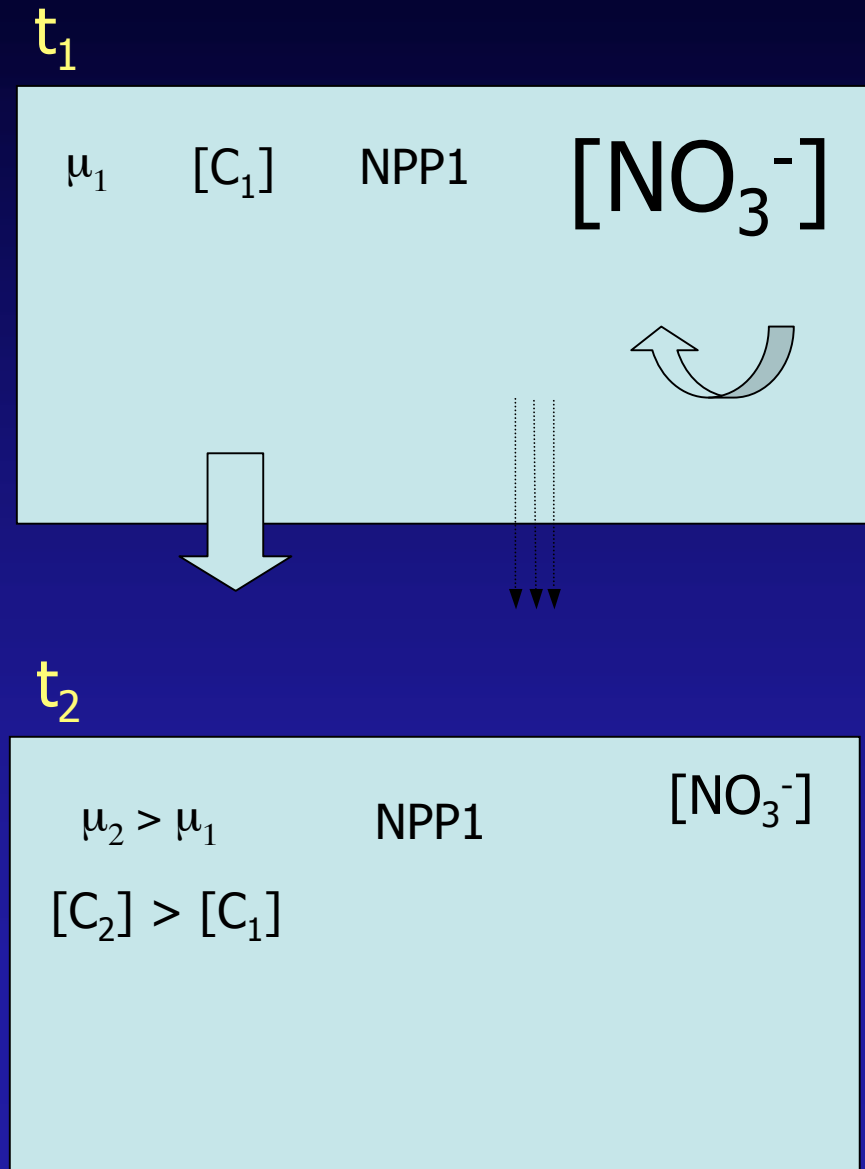 t₁
μ₁ [C₁] NPP1 [NO₃⁻]
t₂
μ₂ > μ₁ NPP1 [NO₃⁻]
[C₂] > [C₁]